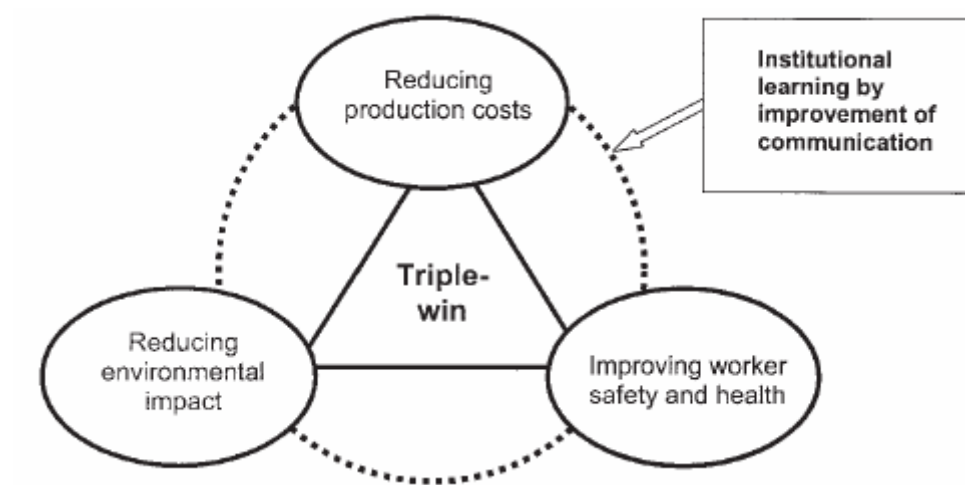 Reducing
production costs
Institutional
learning by
improvement of
communication
Triple-
win
Reducing
environmental
impact
Improving worker
safety and health